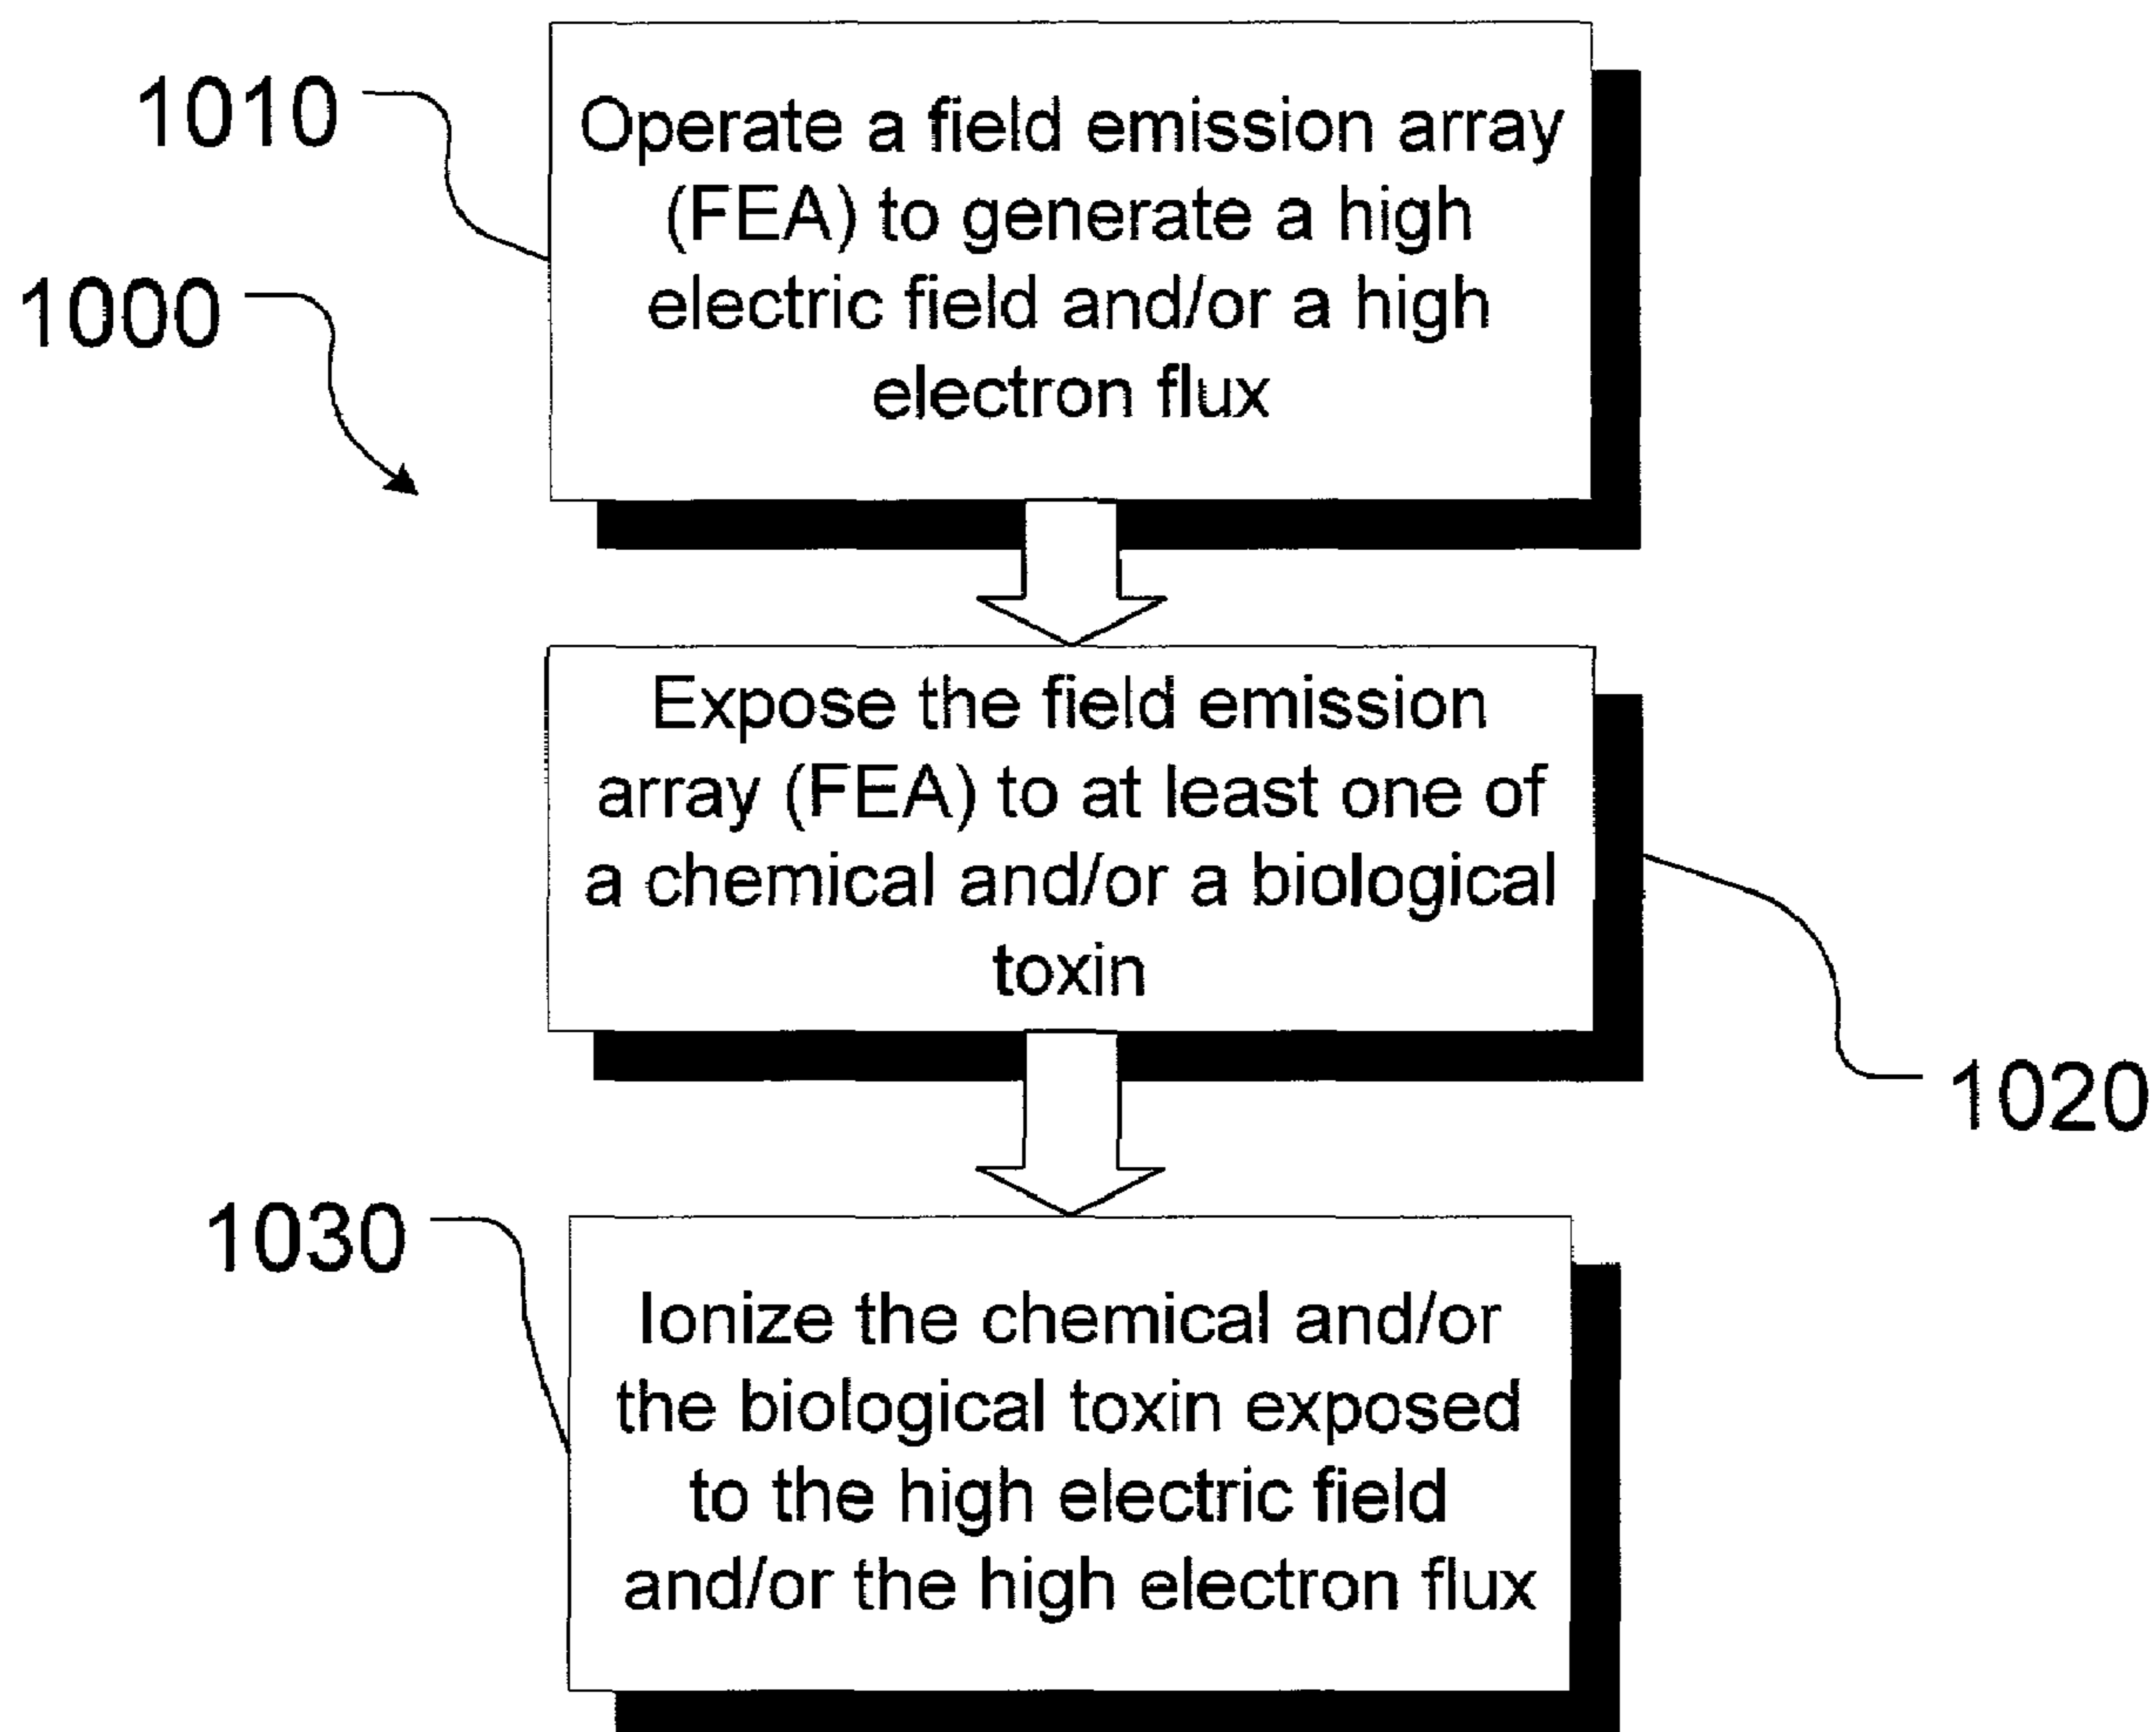 1010
Operate a field emission array
(FEA) to generate a high
electric field and/or a high
electron flux
1000
Expose the field emission
array (FEA) to at least one of
a chemical and/or a biological
toxin
1020
1030
Ionize the chemical and/or
the biological toxin exposed
to the high electric field
and/or the high electron flux